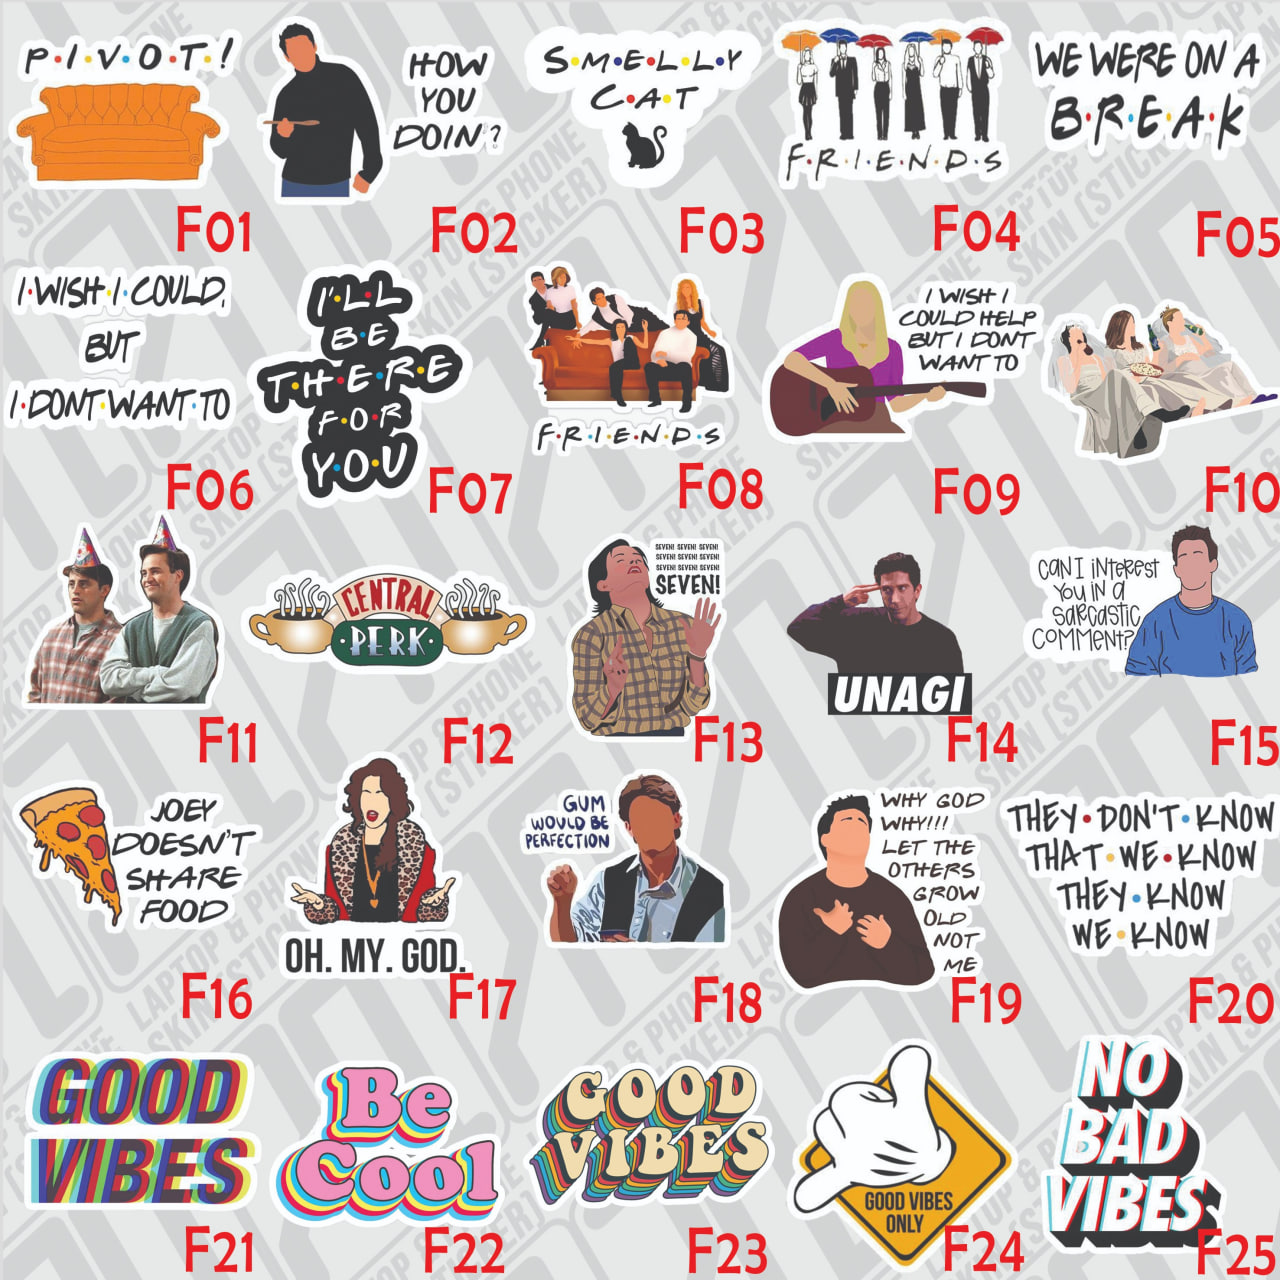 P·I·V·O·T·!
F01
HOW
YOU
DOIN'?
F02
S·M·E·L·L·Y
C·A·T
F03
F·R·I·E·N·D·S
F04
WE WERE ON A
B·R·E·A·K
F05
I·WISH·I·COULD,
BUT
I·DONT·WANT·TO
F06
I'·L·L
B·E
T·H·E·R·E
F·O·R
Y·O·U
F07
F·R·I·E·N·D·S
F08
I WISH I
COULD HELP
BUT I DONT
WANT TO
F09
F10
F11
CENTRAL
·PERK·
F12
SEVEN! SEVEN! SEVEN!
SEVEN! SEVEN! SEVEN!
SEVEN! SEVEN! SEVEN!
SEVEN!
F13
UNAGI
F14
CAN I INTEREST
YOU IN A
SARCASTIC
COMMENT?
F15
JOEY
DOESN'T
SHARE
FOOD
F16
OH. MY. GOD.
F17
GUM
WOULD BE
PERFECTION
F18
WHY GOD
WHY!!!
LET THE
OTHERS
GROW
OLD
NOT
ME
F19
THEY·DON'T·KNOW
THAT·WE·KNOW
THEY·KNOW
WE·KNOW
F20
GOOD
VIBES
F21
Be
Cool
F22
GOOD
VIBES
F23
GOOD VIBES
ONLY
F24
NO
BAD
VIBES
F25
LAPTOP & PHONE
SKIN (STICKER)